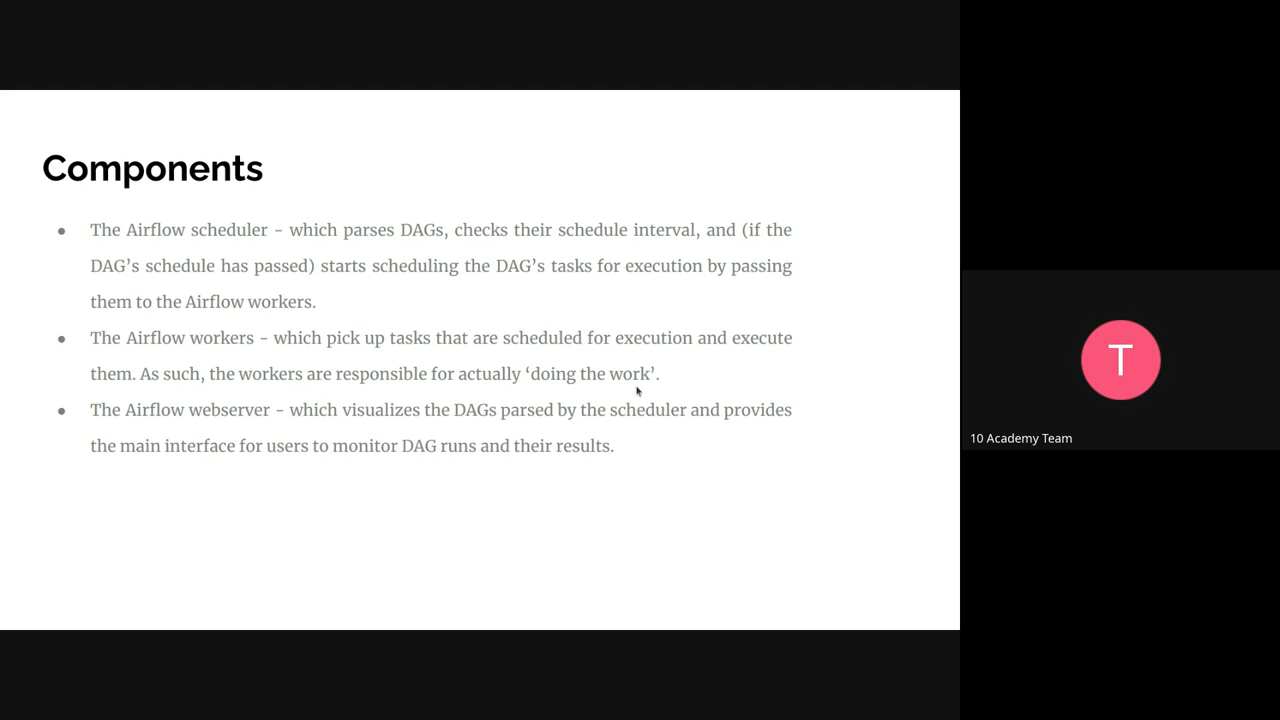 Components
● The Airflow scheduler - which parses DAGs, checks their schedule interval, and (if the
DAG’s schedule has passed) starts scheduling the DAG’s tasks for execution by passing
them to the Airflow workers.
● The Airflow workers - which pick up tasks that are scheduled for execution and execute
them. As such, the workers are responsible for actually ‘doing the work’.
● The Airflow webserver - which visualizes the DAGs parsed by the scheduler and provides
the main interface for users to monitor DAG runs and their results.
T
10 Academy Team